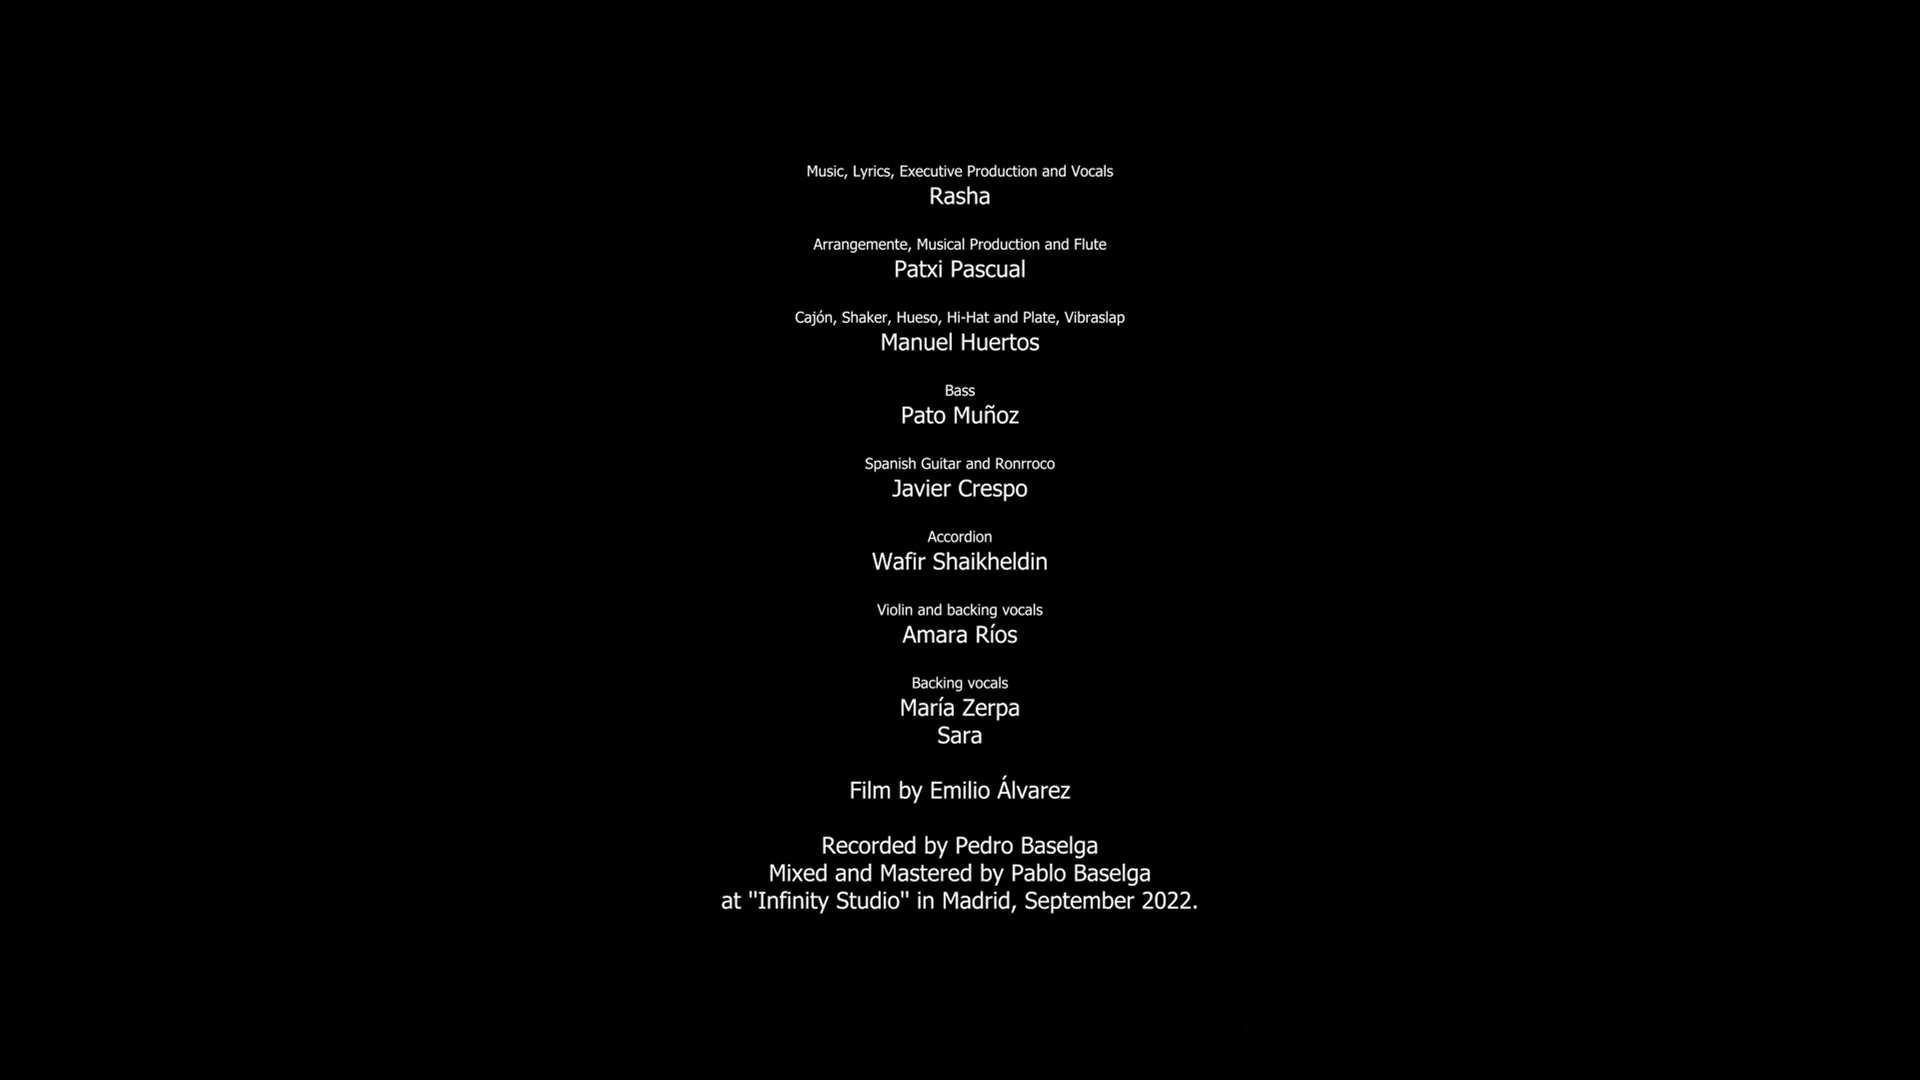 Music, Lyrics, Executive Production and Vocals
Rasha
Arrangemente, Musical Production and Flute
Patxi Pascual
Cajón, Shaker, Hueso, Hi-Hat and Plate, Vibraslap
Manuel Huertos
Bass
Pato Muñoz
Spanish Guitar and Ronrroco
Javier Crespo
Accordion
Wafir Shaikheldin
Violin and backing vocals
Amara Ríos
Backing vocals
María Zerpa
Sara
Film by Emilio Álvarez
Recorded by Pedro Baselga
Mixed and Mastered by Pablo Baselga
at "Infinity Studio" in Madrid, September 2022.